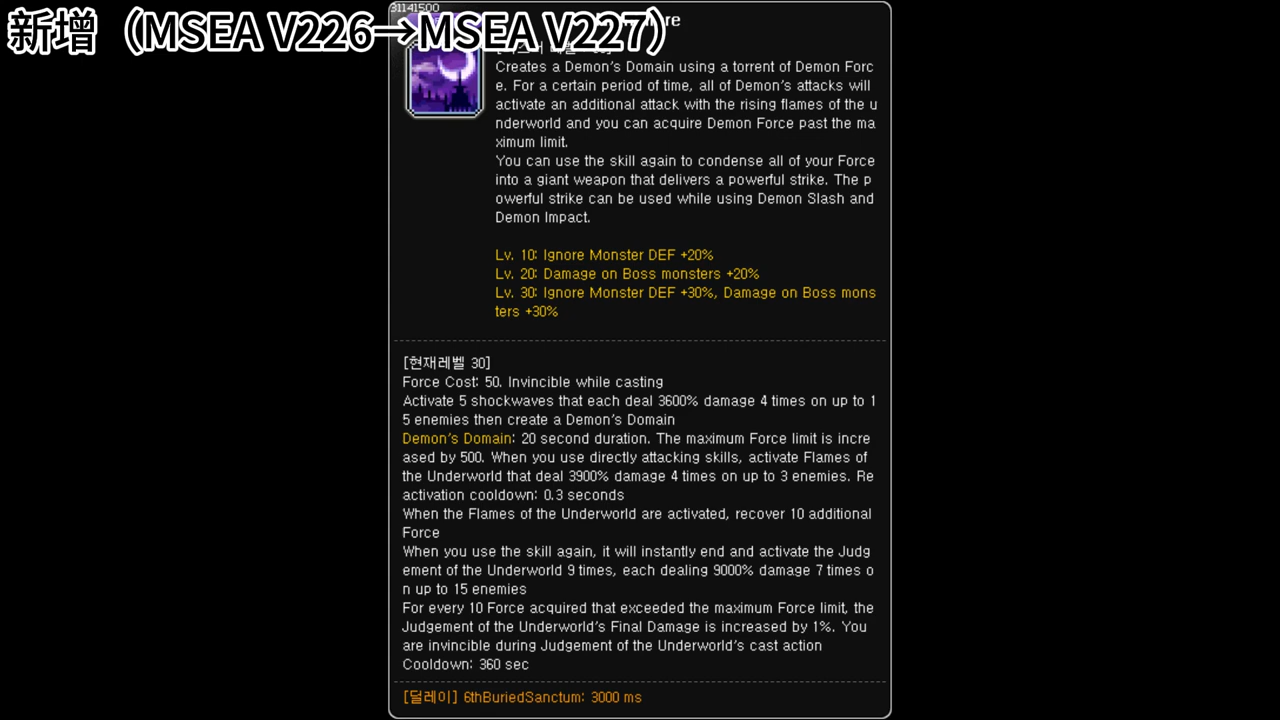 31141500
新增（MSEA V226→MSEA V227）
Creates a Demon's Domain using a torrent of Demon Forc
e. For a certain period of time, all of Demon's attacks will
activate an additional attack with the rising flames of the u
nderworld and you can acquire Demon Force past the ma
ximum limit.
You can use the skill again to condense all of your Force
into a giant weapon that delivers a powerful strike. The p
owerful strike can be used while using Demon Slash and
Demon Impact.
Lv. 10: Ignore Monster DEF +20%
Lv. 20: Damage on Boss monsters +20%
Lv. 30: Ignore Monster DEF +30%, Damage on Boss mons
ters +30%
[현재레벨 30]
Force Cost: 50. Invincible while casting
Activate 5 shockwaves that each deal 3600% damage 4 times on up to 1
5 enemies then create a Demon's Domain
Demon's Domain: 20 second duration. The maximum Force limit is incre
ased by 500. When you use directly attacking skills, activate Flames of
the Underworld that deal 3900% damage 4 times on up to 3 enemies. Re
activation cooldown: 0.3 seconds
When the Flames of the Underworld are activated, recover 10 additional
Force
When you use the skill again, it will instantly end and activate the Judg
ement of the Underworld 9 times, each dealing 9000% damage 7 times o
n up to 15 enemies
For every 10 Force acquired that exceeded the maximum Force limit, the
Judgement of the Underworld's Final Damage is increased by 1%. You
are invincible during Judgement of the Underworld's cast action
Cooldown: 360 sec
[딜레이] 6thBuriedSanctum: 3000 ms